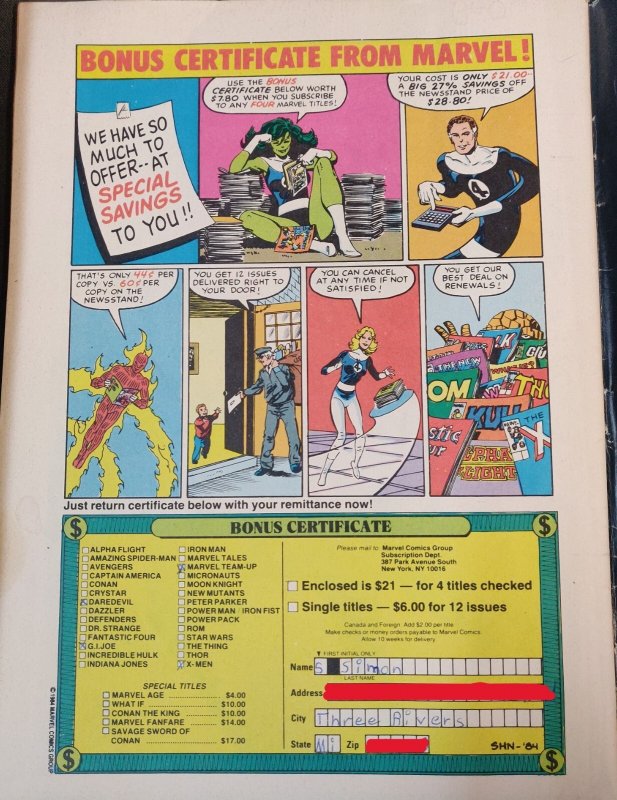 BONUS CERTIFICATE FROM MARVEL!
WE HAVE SO
MUCH TO
OFFER--AT
SPECIAL
SAVINGS
TO YOU!!
USE THE BONUS
CERTIFICATE BELOW WORTH
$7.80 WHEN YOU SUBSCRIBE
TO ANY FOUR MARVEL TITLES!
YOUR COST IS ONLY $21.00--
A BIG 27% SAVINGS OFF
THE NEWSSTAND PRICE OF
$28.80!
THAT'S ONLY 44¢ PER
COPY VS. 60¢ PER
COPY ON THE
NEWSSTAND!
YOU GET 12 ISSUES
DELIVERED RIGHT TO
YOUR DOOR!
YOU CAN CANCEL
AT ANY TIME IF NOT
SATISFIED!
YOU GET OUR
BEST DEAL ON
RENEWALS!
THE NEW
OM
KULL
THE
X
ALPHA
FLIGHT
Just return certificate below with your remittance now!
$ BONUS CERTIFICATE $
ALPHA FLIGHT
AMAZING SPIDER-MAN
AVENGERS
CAPTAIN AMERICA
CONAN
CRYSTAR
DAREDEVIL
DAZZLER
DEFENDERS
DR. STRANGE
FANTASTIC FOUR
G.I.JOE
INCREDIBLE HULK
INDIANA JONES
IRON MAN
MARVEL TALES
MARVEL TEAM-UP
MICRONAUTS
MOON KNIGHT
NEW MUTANTS
PETER PARKER
POWER MAN IRON FIST
POWER PACK
ROM
STAR WARS
THE THING
THOR
X-MEN
SPECIAL TITLES
MARVEL AGE $4.00
WHAT IF $10.00
CONAN THE KING $10.00
MARVEL FANFARE $14.00
SAVAGE SWORD OF
CONAN $17.00
Please mail to: Marvel Comics Group
Subscription Dept.
387 Park Avenue South
New York, NY 10016
Enclosed is $21 — for 4 titles checked
Single titles — $6.00 for 12 issues
Canada and Foreign: Add $2.00 per title
Make checks or money orders payable to Marvel Comics.
Allow 10 weeks for delivery.
FIRST INITIAL ONLY
Name S Simon
LAST NAME
Address
City Three Rivers
State Mi Zip
SHN-'84
$ $
© 1984 MARVEL COMICS GROUP